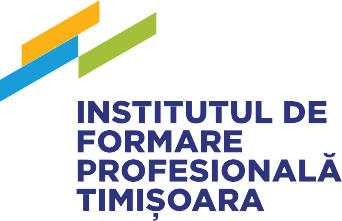 INSTITUTUL DE
FORMARE
PROFESIONALĂ
TIMIȘOARA